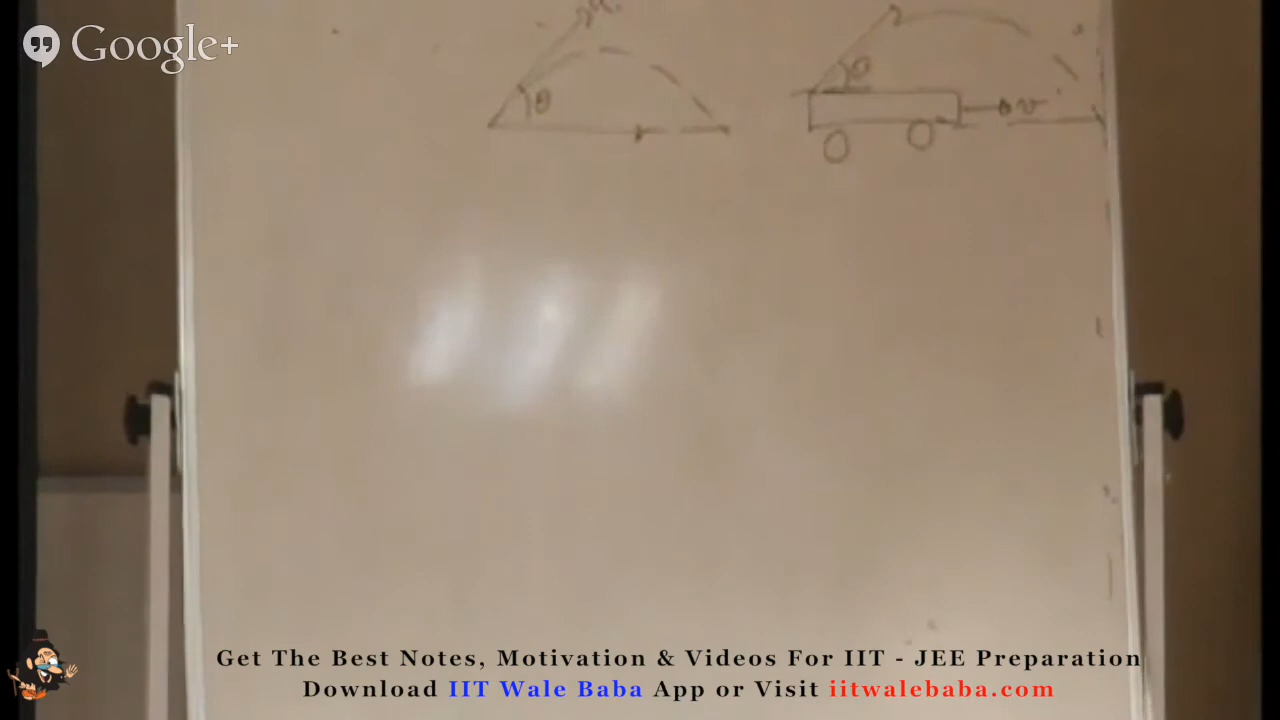 Google+
u
θ
θ
v
Get The Best Notes, Motivation & Videos For IIT - JEE Preparation
Download IIT Wale Baba App or Visit iitwalebaba.com